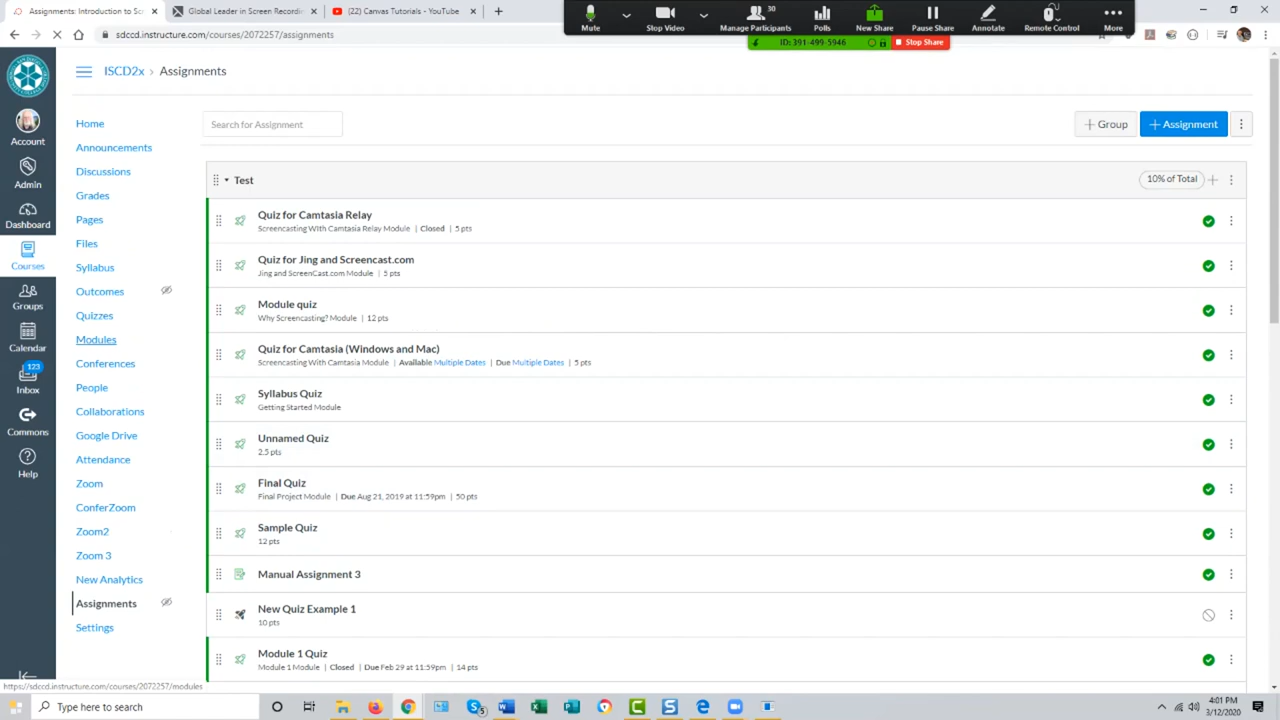 Assignments: Introduction to Scr
Global Leader in Screen Recordin
(2) Canvas Tutorials - YouTube
sdccd.instructure.com/courses/2072257/assignments
Mute
Stop Video
30
Manage Participants
Polls
New Share
Pause Share
Annotate
Remote Control
More
ID: 391-499-5946
Stop Share
ISCD2x › Assignments
Account
Admin
Dashboard
Courses
Groups
Calendar
123
Inbox
Commons
Help
Home
Announcements
Discussions
Grades
Pages
Files
Syllabus
Outcomes
Quizzes
Modules
Conferences
People
Collaborations
Google Drive
Attendance
Zoom
ConferZoom
Zoom2
Zoom 3
New Analytics
Assignments
Settings
Search for Assignment
+ Group
+ Assignment
Test
10% of Total
Quiz for Camtasia Relay
Screencasting With Camtasia Relay Module | Closed | 5 pts
Quiz for Jing and Screencast.com
Jing and ScreenCast.com Module | 5 pts
Module quiz
Why Screencasting? Module | 12 pts
Quiz for Camtasia (Windows and Mac)
Screencasting With Camtasia Module | Available Multiple Dates | Due Multiple Dates | 5 pts
Syllabus Quiz
Getting Started Module
Unnamed Quiz
2.5 pts
Final Quiz
Final Project Module | Due Aug 21, 2019 at 11:59pm | 50 pts
Sample Quiz
12 pts
Manual Assignment 3
New Quiz Example 1
10 pts
Module 1 Quiz
Module 1 Module | Closed | Due Feb 29 at 11:59pm | 14 pts
https://sdccd.instructure.com/courses/2072257/modules
Type here to search
5
4:01 PM
3/12/2020